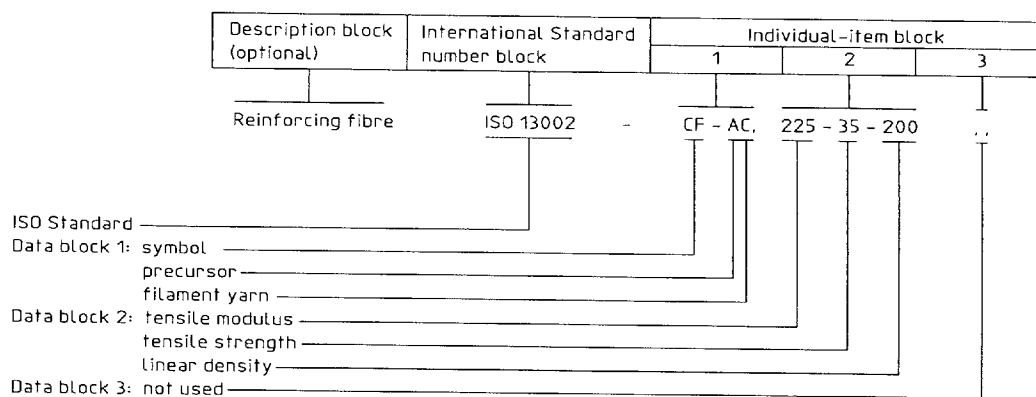 Description block International Standard Individual-item block
(optional) number block 1 2 3
Reinforcing fibre ISO 13002 - CF - AC, 225 - 35 - 200 , ,
ISO Standard
Data block 1: symbol
precursor
filament yarn
Data block 2: tensile modulus
tensile strength
linear density
Data block 3: not used